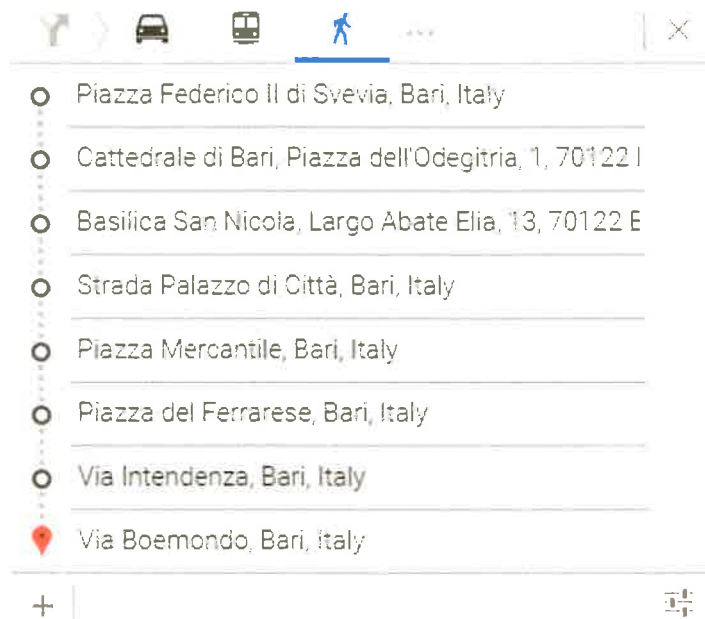 Piazza Federico II di Svevia, Bari, Italy
Cattedrale di Bari, Piazza dell'Odegitria, 1, 70122 I
Basilica San Nicola, Largo Abate Elia, 13, 70122 E
Strada Palazzo di Città, Bari, Italy
Piazza Mercantile, Bari, Italy
Piazza del Ferrarese, Bari, Italy
Via Intendenza, Bari, Italy
Via Boemondo, Bari, Italy